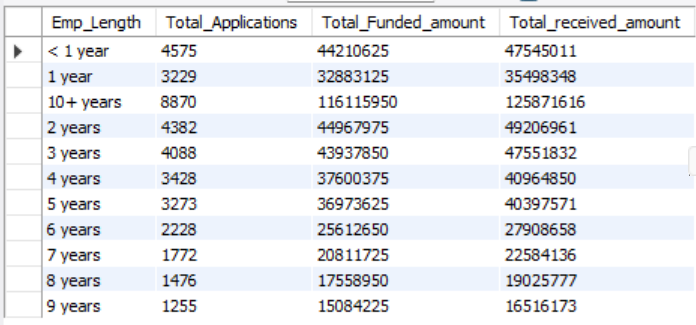 Emp_Length Total_Applications Total_Funded_amount Total_received_amount
< 1 year 4575 44210625 47545011
1 year 3229 32883125 35498348
10+ years 8870 116115950 125871616
2 years 4382 44967975 49206961
3 years 4088 43937850 47551832
4 years 3428 37600375 40964850
5 years 3273 36973625 40397571
6 years 2228 25612650 27908658
7 years 1772 20811725 22584136
8 years 1476 17558950 19025777
9 years 1255 15084225 16516173